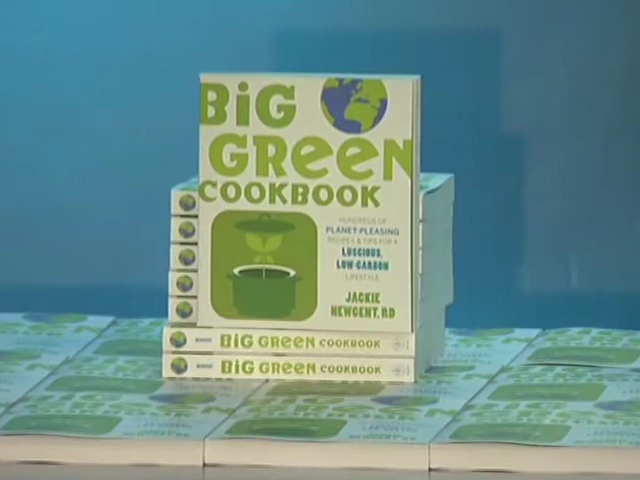 BiG
GReeN
COOKBOOK
HUNDREDS OF
PLANET-PLEASING
RECIPES & TIPS FOR A
LUSCIOUS,
LOW-CARBON
LIFESTYLE
JACKIE
NEWGENT, RD
BiG GReeN COOKBOOK
BiG GReeN COOKBOOK